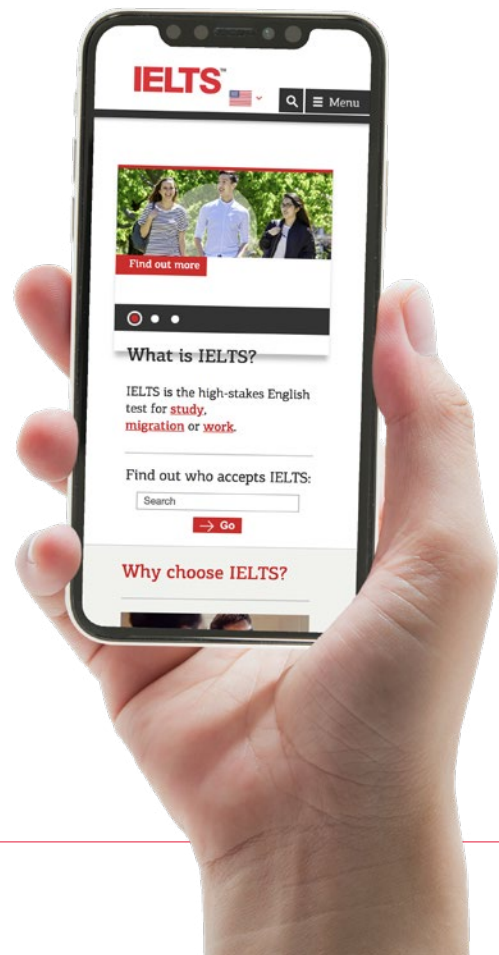 IELTS™
Menu
Find out more
What is IELTS?
IELTS is the high-stakes English
test for study,
migration or work.
Find out who accepts IELTS:
Search
Go
Why choose IELTS?